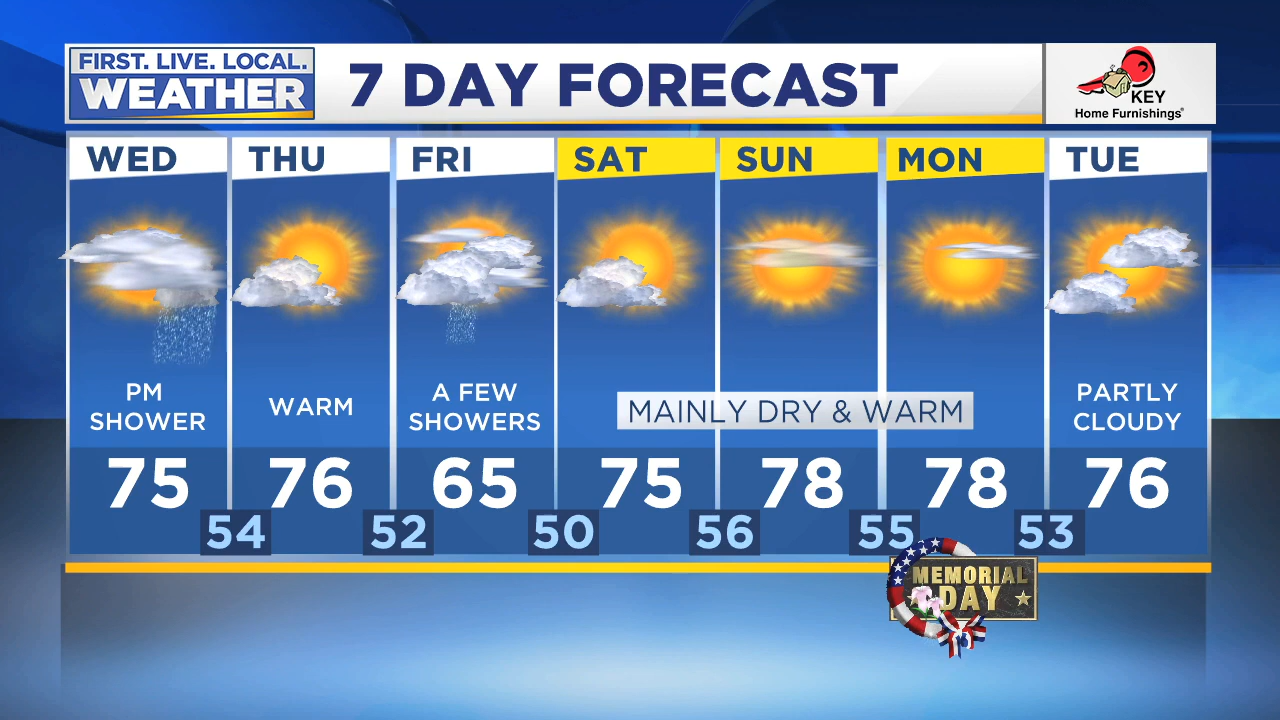 FIRST. LIVE. LOCAL.
WEATHER
7 DAY FORECAST
KEY
Home Furnishings®
WED
THU
FRI
SAT
SUN
MON
TUE
PM
SHOWER
WARM
A FEW
SHOWERS
MAINLY DRY & WARM
PARTLY
CLOUDY
75
76
65
75
78
78
76
54
52
50
56
55
53
MEMORIAL
DAY